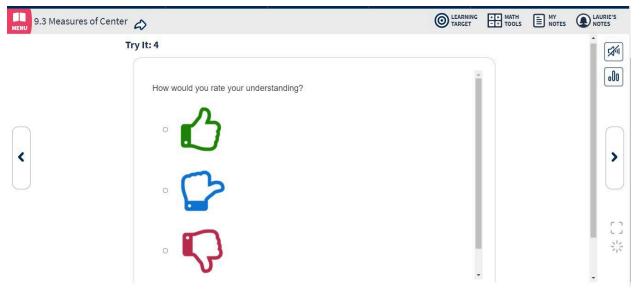 MENU
9.3 Measures of Center
LEARNING TARGET
MATH TOOLS
MY NOTES
LAURIE'S NOTES
Try It: 4
How would you rate your understanding?